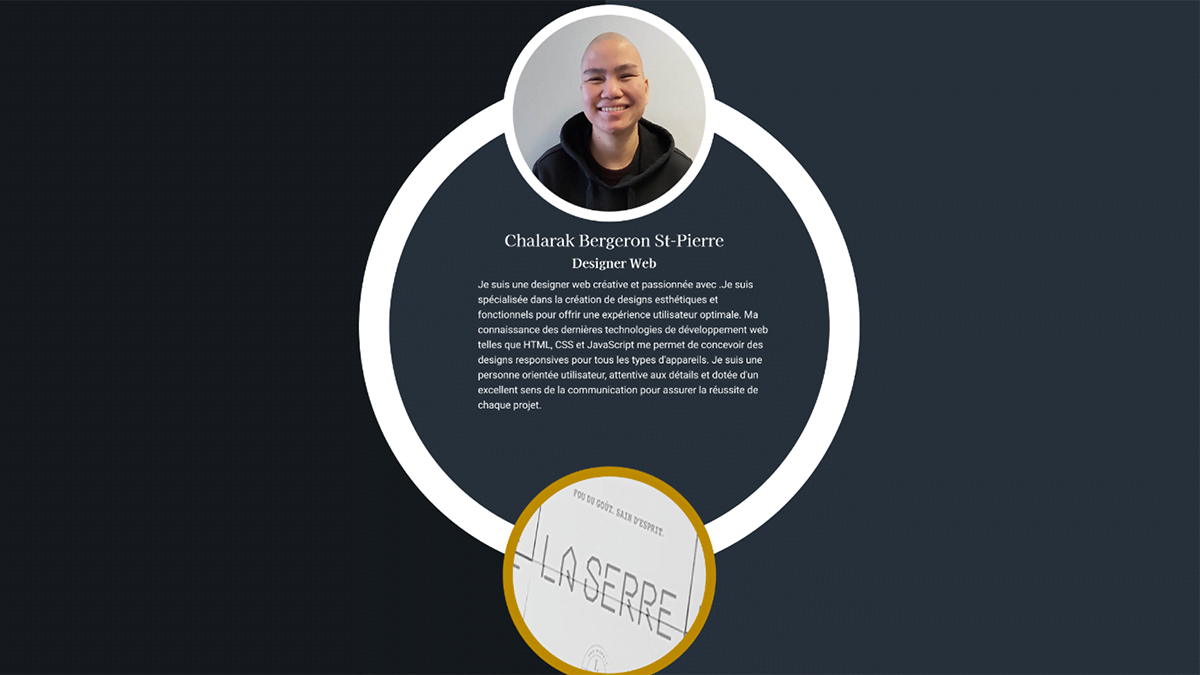 Chalarak Bergeron St-Pierre
Designer Web
Je suis une designer web créative et passionnée avec .Je suis
spécialisée dans la création de designs esthétiques et
fonctionnels pour offrir une expérience utilisateur optimale. Ma
connaissance des dernières technologies de développement web
telles que HTML, CSS et JavaScript me permet de concevoir des
designs responsives pour tous les types d'appareils. Je suis une
personne orientée utilisateur, attentive aux détails et dotée d'un
excellent sens de la communication pour assurer la réussite de
chaque projet.
FOU DU GOÛT. SAIN D'ESPRIT.
LA SERRE